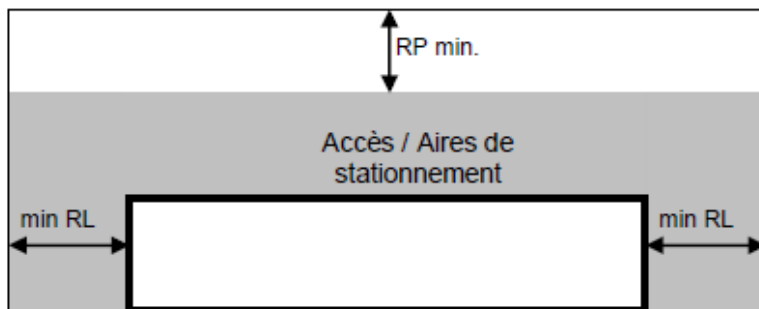 RP min.
Accès / Aires de
stationnement
min RL
min RL